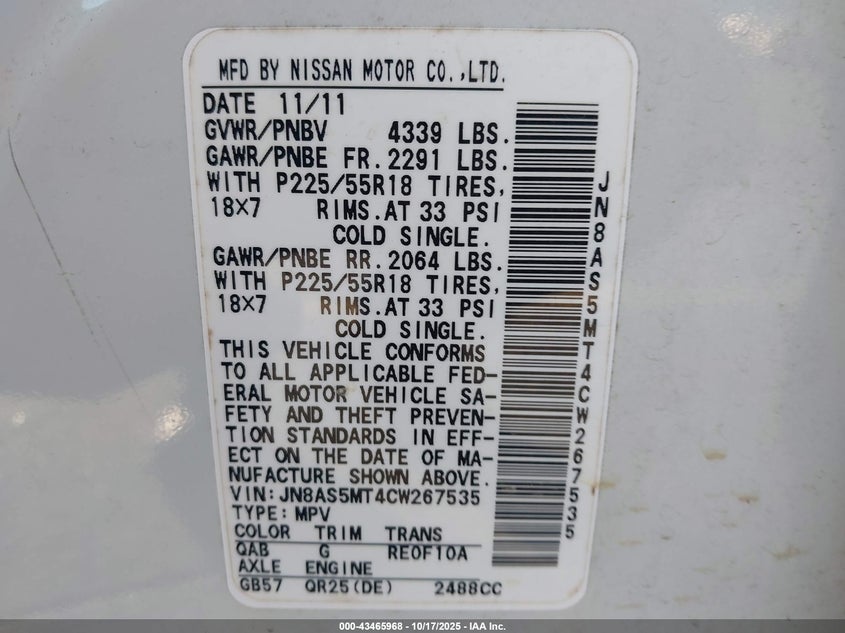 MFD BY NISSAN MOTOR CO.,LTD.
DATE 11/11
GVWR/PNBV 4339 LBS.
GAWR/PNBE FR.2291 LBS.
WITH P225/55R18 TIRES,
18X7 RIMS.AT 33 PSI
COLD SINGLE.
GAWR/PNBE RR.2064 LBS.
WITH P225/55R18 TIRES,
18X7 RIMS.AT 33 PSI
COLD SINGLE.
THIS VEHICLE CONFORMS
TO ALL APPLICABLE FED-
ERAL MOTOR VEHICLE SA-
FETY AND THEFT PREVEN-
TION STANDARDS IN EFF-
ECT ON THE DATE OF MA-
NUFACTURE SHOWN ABOVE.
VIN:JN8AS5MT4CW267535
TYPE:MPV
COLOR TRIM TRANS
QAB G RE0F10A
AXLE ENGINE
GB57 QR25(DE) 2488CC
JN8AS5MT4CW267535
000-43465968 - 10/17/2025 - IAA Inc.